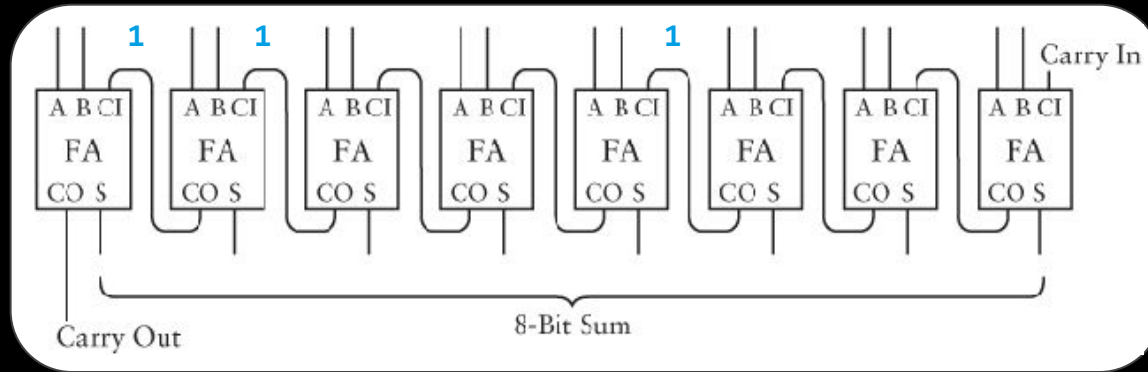 1 1 1
Carry In
A B CI A B CI A B CI A B CI A B CI A B CI A B CI A B CI
FA FA FA FA FA FA FA FA
CO S CO S CO S CO S CO S CO S CO S CO S
8-Bit Sum
Carry Out